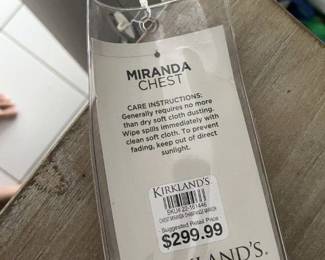 MIRANDA
CHEST
CARE INSTRUCTIONS:
Generally requires no more
than dry soft cloth dusting.
Wipe spills immediately with
clean soft cloth. To prevent
fading, keep out of direct
sunlight.
KIRKLAND'S
Suggested Retail Price
$299.99
KIRKLAND'S.